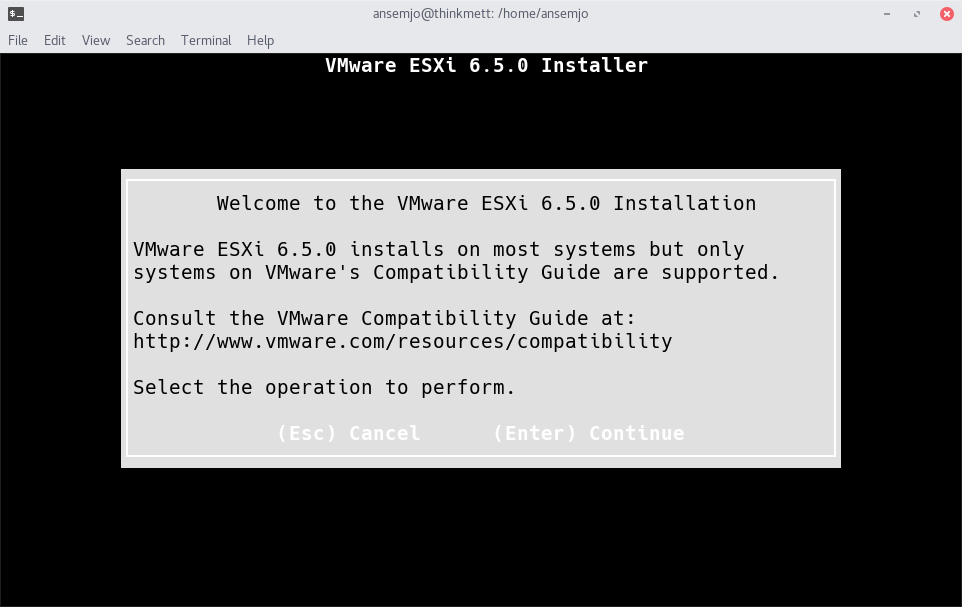 ansemjo@thinkmett: /home/ansemjo
File Edit View Search Terminal Help
VMware ESXi 6.5.0 Installer
Welcome to the VMware ESXi 6.5.0 Installation
VMware ESXi 6.5.0 installs on most systems but only
systems on VMware's Compatibility Guide are supported.
Consult the VMware Compatibility Guide at:
http://www.vmware.com/resources/compatibility
Select the operation to perform.
(Esc) Cancel (Enter) Continue